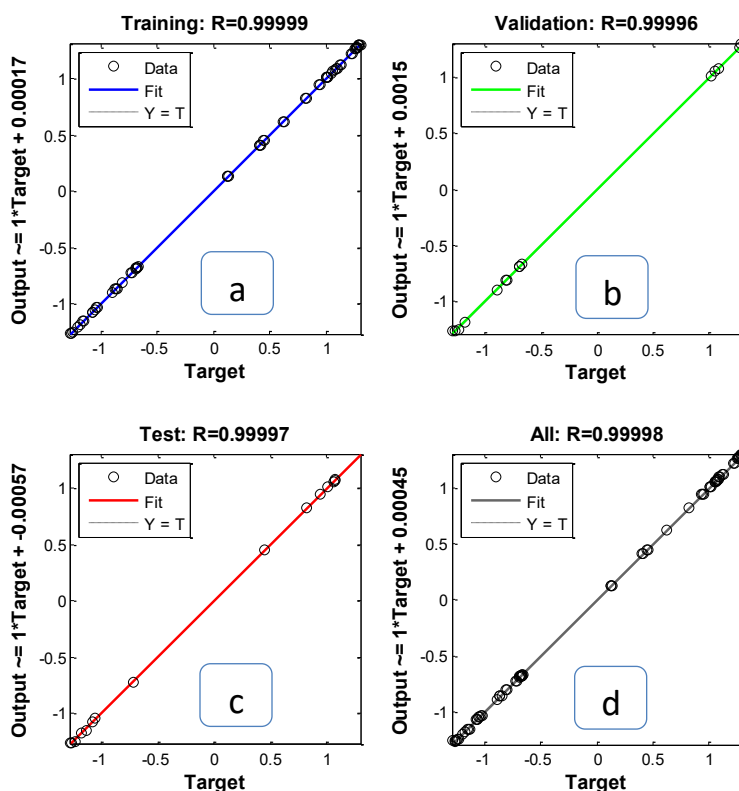 Training: R=0.99999
Output ~= 1*Target + 0.00017
Data
Fit
Y = T
1
0.5
0
-0.5
-1
a
-1
-0.5
0
0.5
1
Target
Validation: R=0.99996
Output ~= 1*Target + 0.0015
Data
Fit
Y = T
1
0.5
0
-0.5
-1
b
-1
-0.5
0
0.5
1
Target
Test: R=0.99997
Output ~= 1*Target + -0.00057
Data
Fit
Y = T
1
0.5
0
-0.5
-1
c
-1
-0.5
0
0.5
1
Target
All: R=0.99998
Output ~= 1*Target + 0.00045
Data
Fit
Y = T
1
0.5
0
-0.5
-1
d
-1
-0.5
0
0.5
1
Target